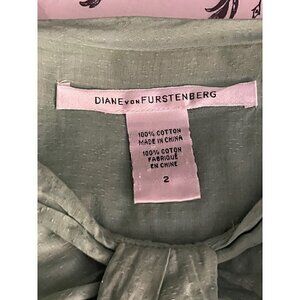 DIANE VON FURSTENBERG
100% COTTON
MADE IN CHINA
100% COTON
FABRIQUÉ
EN CHINE
2